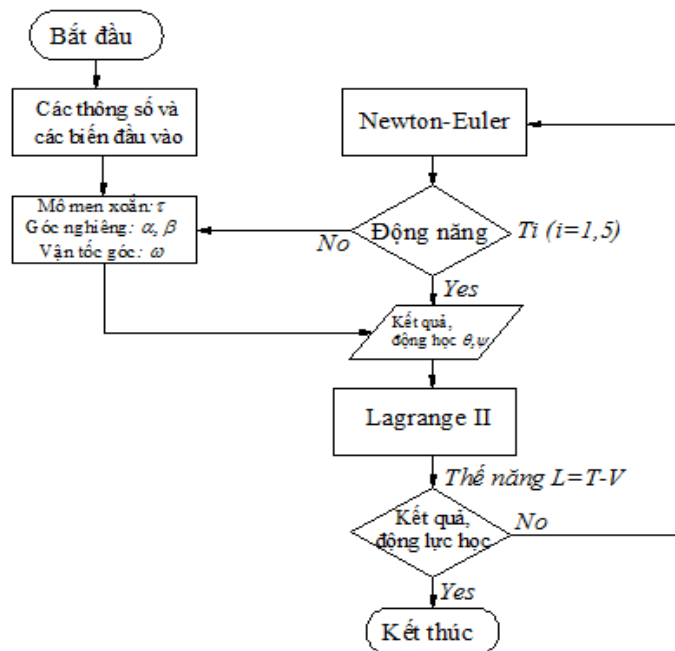 Bắt đầu
Các thông số và
các biến đầu vào
Mô men xoắn: τ
Góc nghiêng: α, β
Vận tốc góc: ω
Newton-Euler
Động năng
Ti (i=1,5)
No
Yes
Kết quả,
động học θ,ψ
Lagrange II
Thế năng L=T-V
Kết quả,
động lực học
No
Yes
Kết thúc